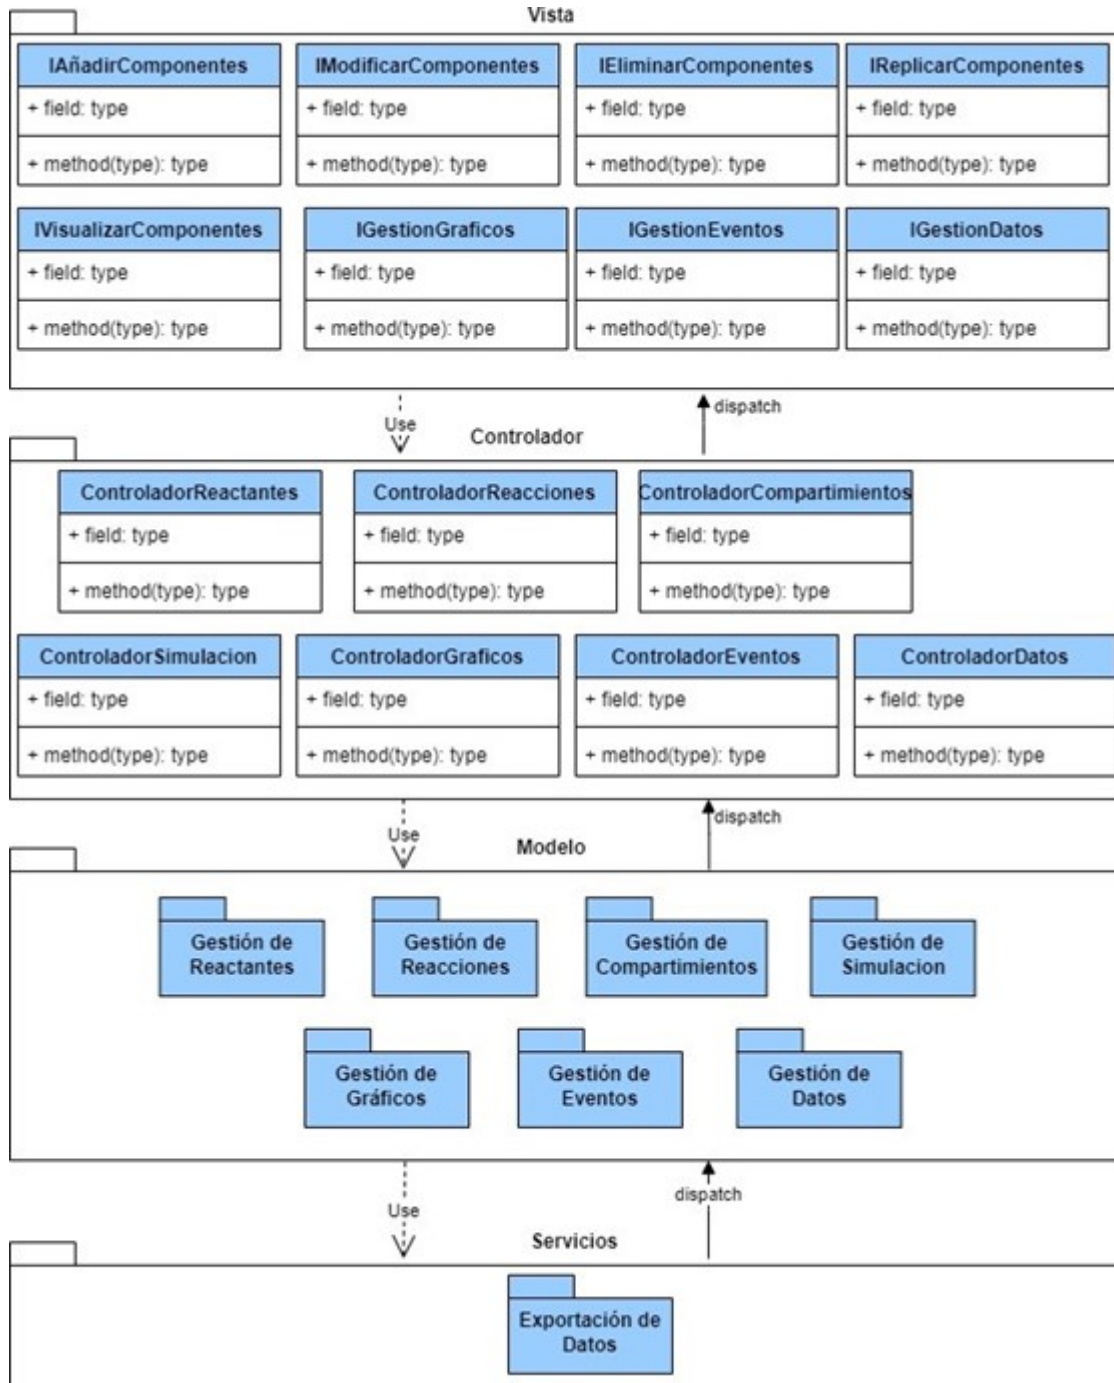 Vista
IAñadirComponentes
+ field: type
+ method(type): type
IModificarComponentes
+ field: type
+ method(type): type
IEliminarComponentes
+ field: type
+ method(type): type
IReplicarComponentes
+ field: type
+ method(type): type
IVisualizarComponentes
+ field: type
+ method(type): type
IGestionGraficos
+ field: type
+ method(type): type
IGestionEventos
+ field: type
+ method(type): type
IGestionDatos
+ field: type
+ method(type): type
Use
dispatch
Controlador
ControladorReactantes
+ field: type
+ method(type): type
ControladorReacciones
+ field: type
+ method(type): type
ControladorCompartimientos
+ field: type
+ method(type): type
ControladorSimulacion
+ field: type
+ method(type): type
ControladorGraficos
+ field: type
+ method(type): type
ControladorEventos
+ field: type
+ method(type): type
ControladorDatos
+ field: type
+ method(type): type
Use
dispatch
Modelo
Gestión de
Reactantes
Gestión de
Reacciones
Gestión de
Compartimientos
Gestión de
Simulacion
Gestión de
Gráficos
Gestión de
Eventos
Gestión de
Datos
Use
dispatch
Servicios
Exportación de
Datos